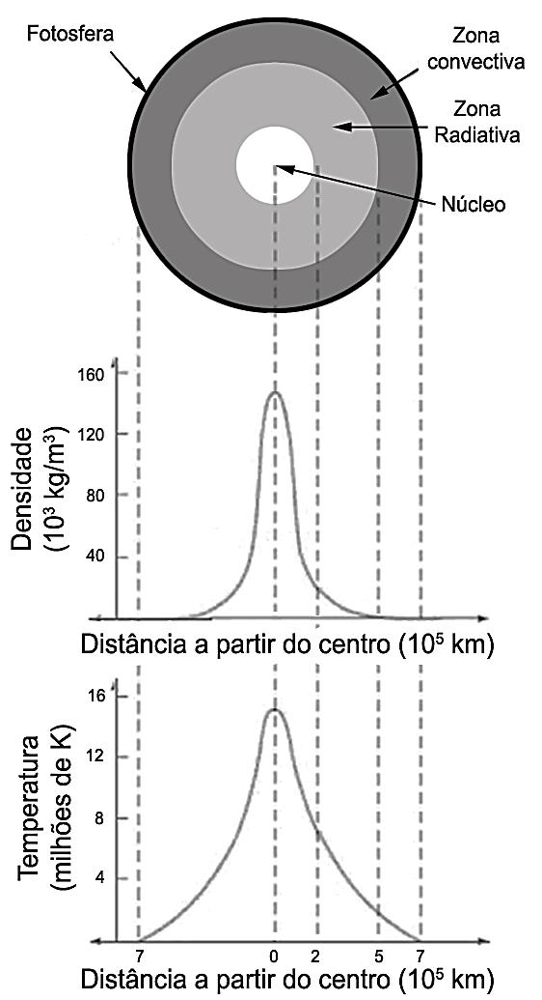 Fotosfera
Zona
convectiva
Zona
Radiativa
Núcleo
160
120
80
40
Densidade
(10³ kg/m³)
Distância a partir do centro (10⁵ km)
16
12
8
4
Temperatura
(milhões de K)
7 0 2 5 7
Distância a partir do centro (10⁵ km)